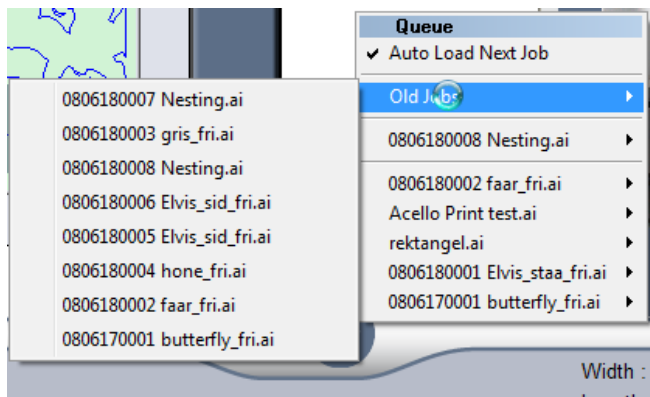 Queue
✓ Auto Load Next Job
Old Jobs
0806180008 Nesting.ai
0806180002 faar_fri.ai
Acello Print test.ai
rektangel.ai
0806180001 Elvis_staa_fri.ai
0806170001 butterfly_fri.ai
0806180007 Nesting.ai
0806180003 gris_fri.ai
0806180008 Nesting.ai
0806180006 Elvis_sid_fri.ai
0806180005 Elvis_sid_fri.ai
0806180004 hone_fri.ai
0806180002 faar_fri.ai
0806170001 butterfly_fri.ai
Width :